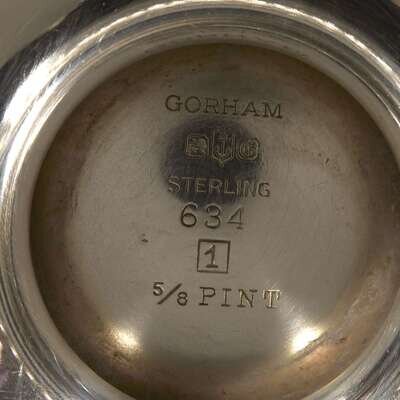 GORHAM
G
STERLING
634
1
5/8 PINT